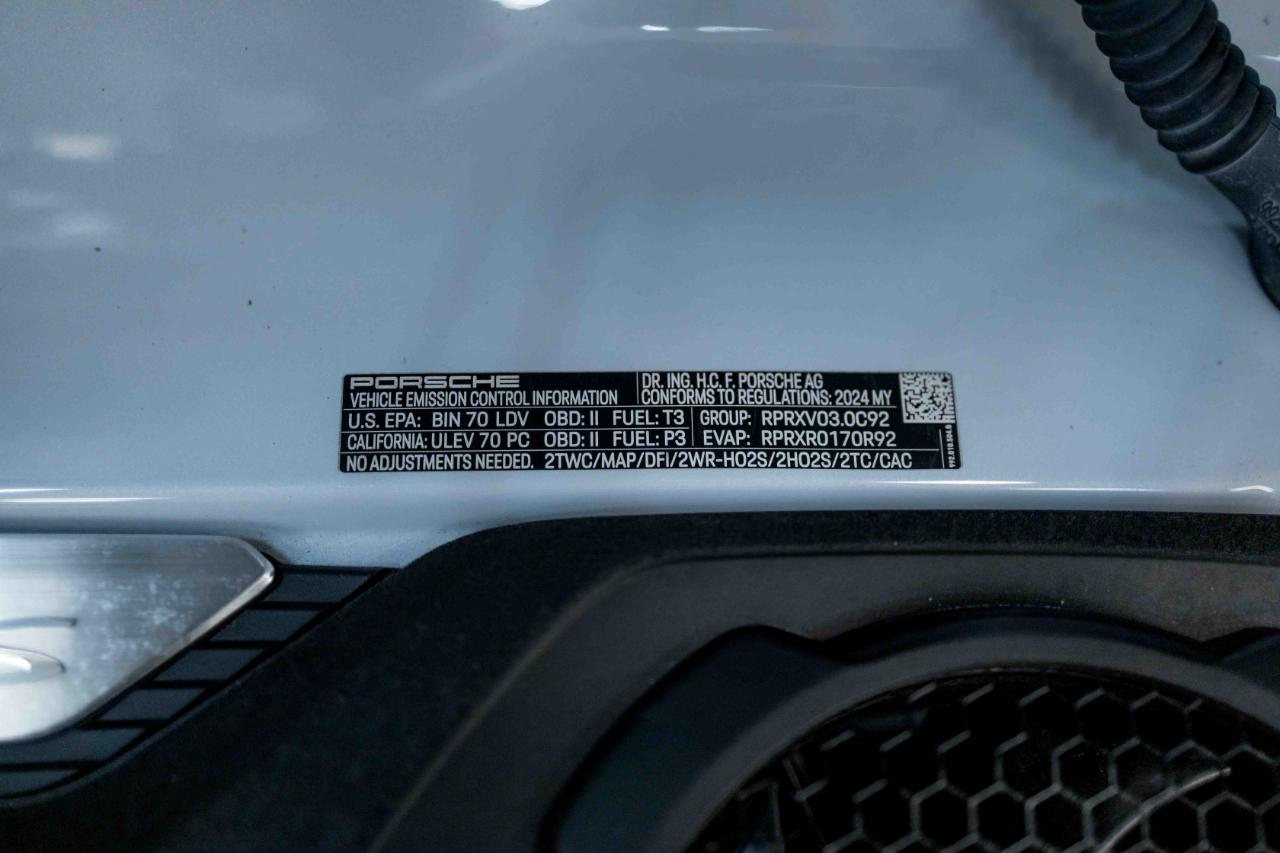 PORSCHE
VEHICLE EMISSION CONTROL INFORMATION
DR. ING. H.C. F. PORSCHE AG
CONFORMS TO REGULATIONS: 2024 MY
U.S. EPA: BIN 70 LDV OBD: II FUEL: T3 GROUP: RPRXV03.0C92
CALIFORNIA: ULEV 70 PC OBD: II FUEL: P3 EVAP: RPRXR0170R92
NO ADJUSTMENTS NEEDED. 2TWC/MAP/DFI/2WR-HO2S/2HO2S/2TC/CAC